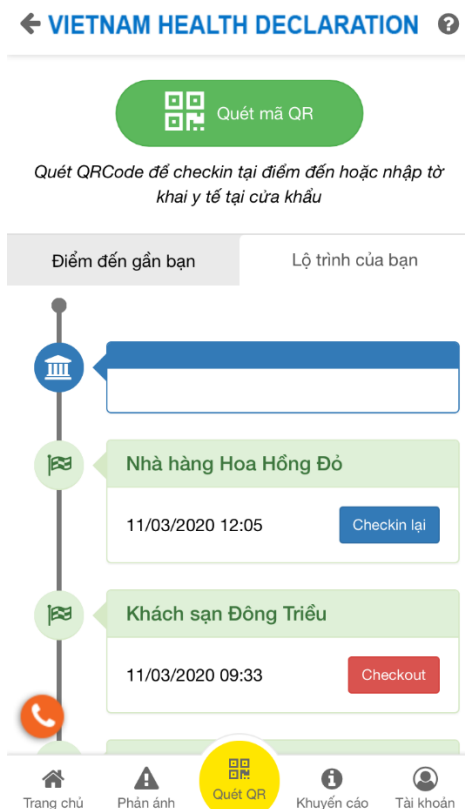 VIETNAM HEALTH DECLARATION
Quét mã QR
Quét QRCode để checkin tại điểm đến hoặc nhập tờ
khai y tế tại cửa khẩu
Điểm đến gần bạn
Lộ trình của bạn
Nhà hàng Hoa Hồng Đỏ
11/03/2020 12:05
Checkin lại
Khách sạn Đông Triều
11/03/2020 09:33
Checkout
Trang chủ
Phản ánh
Quét QR
Khuyến cáo
Tài khoản